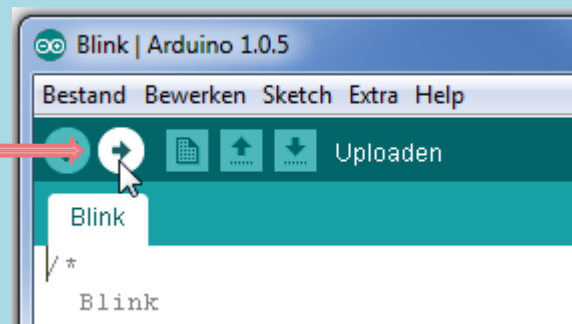 Blink | Arduino 1.0.5
Bestand Bewerken Sketch Extra Help
Uploaden
Blink
/*
Blink